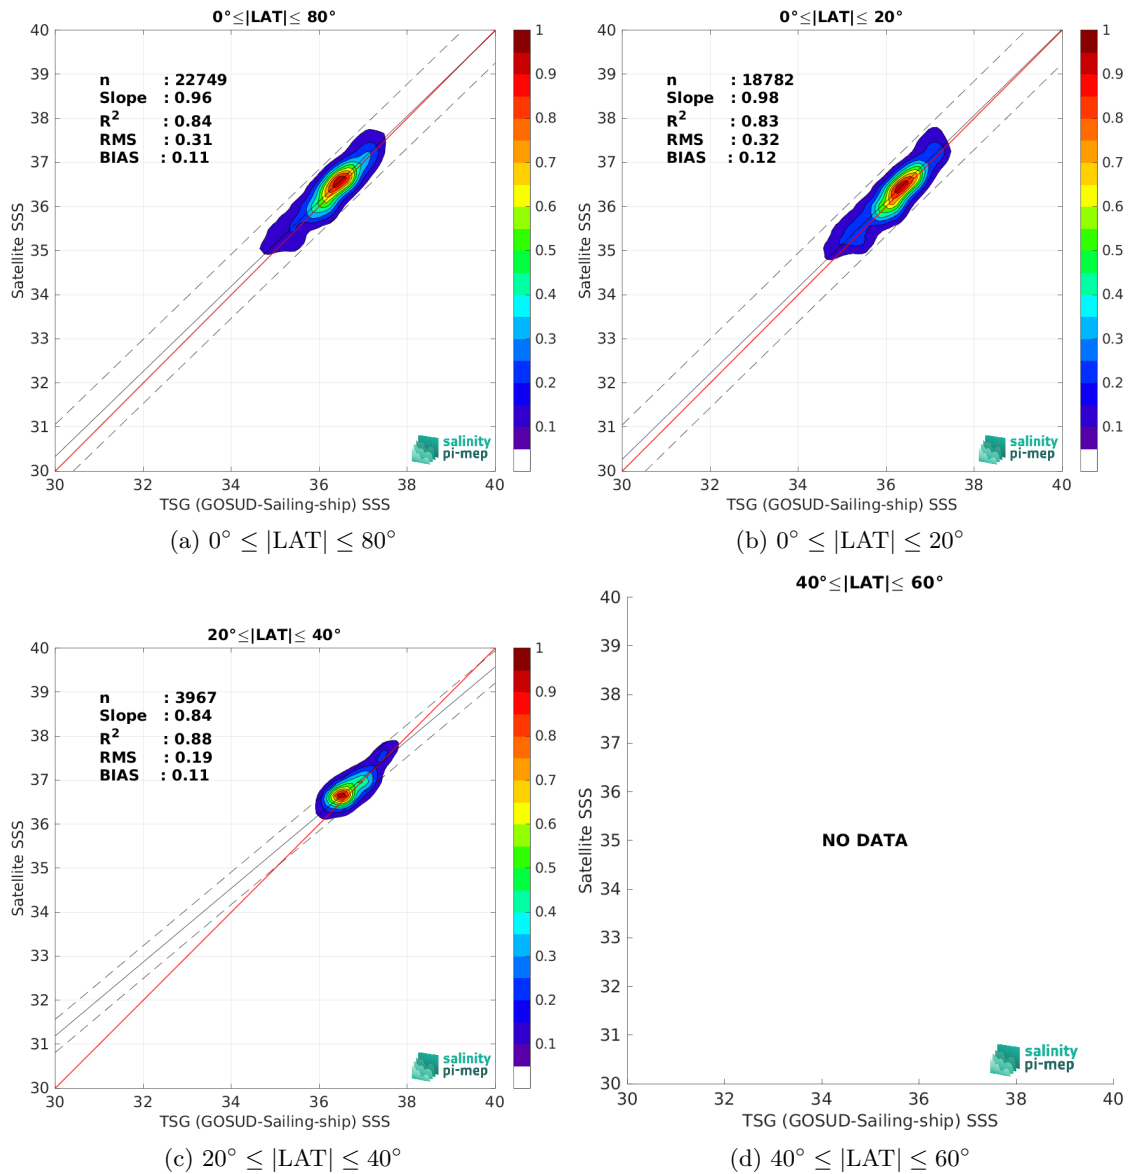 0°≤|LAT|≤ 80°
n : 22749
Slope : 0.96
R² : 0.84
RMS : 0.31
BIAS : 0.11
40
39
38
37
36
35
34
33
32
31
30
30 32 34 36 38 40
Satellite SSS
TSG (GOSUD-Sailing-ship) SSS
1
0.9
0.8
0.7
0.6
0.5
0.4
0.3
0.2
0.1
salinity
pi-mep
(a) 0° ≤ |LAT| ≤ 80°
0°≤|LAT|≤ 20°
n : 18782
Slope : 0.98
R² : 0.83
RMS : 0.32
BIAS : 0.12
40
39
38
37
36
35
34
33
32
31
30
30 32 34 36 38 40
Satellite SSS
TSG (GOSUD-Sailing-ship) SSS
1
0.9
0.8
0.7
0.6
0.5
0.4
0.3
0.2
0.1
salinity
pi-mep
(b) 0° ≤ |LAT| ≤ 20°
20°≤|LAT|≤ 40°
n : 3967
Slope : 0.84
R² : 0.88
RMS : 0.19
BIAS : 0.11
40
39
38
37
36
35
34
33
32
31
30
30 32 34 36 38 40
Satellite SSS
TSG (GOSUD-Sailing-ship) SSS
1
0.9
0.8
0.7
0.6
0.5
0.4
0.3
0.2
0.1
salinity
pi-mep
(c) 20° ≤ |LAT| ≤ 40°
40°≤|LAT|≤ 60°
40
39
38
37
36
35
34
33
32
31
30
30 32 34 36 38 40
Satellite SSS
NO DATA
TSG (GOSUD-Sailing-ship) SSS
salinity
pi-mep
(d) 40° ≤ |LAT| ≤ 60°